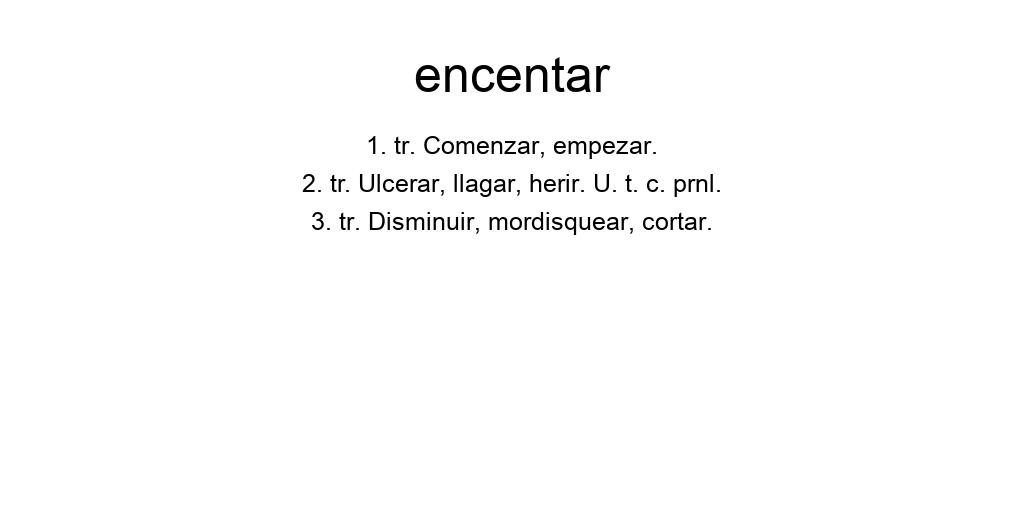 encentar
1. tr. Comenzar, empezar.
2. tr. Ulcerar, llagar, herir. U. t. c. prnl.
3. tr. Disminuir, mordisquear, cortar.